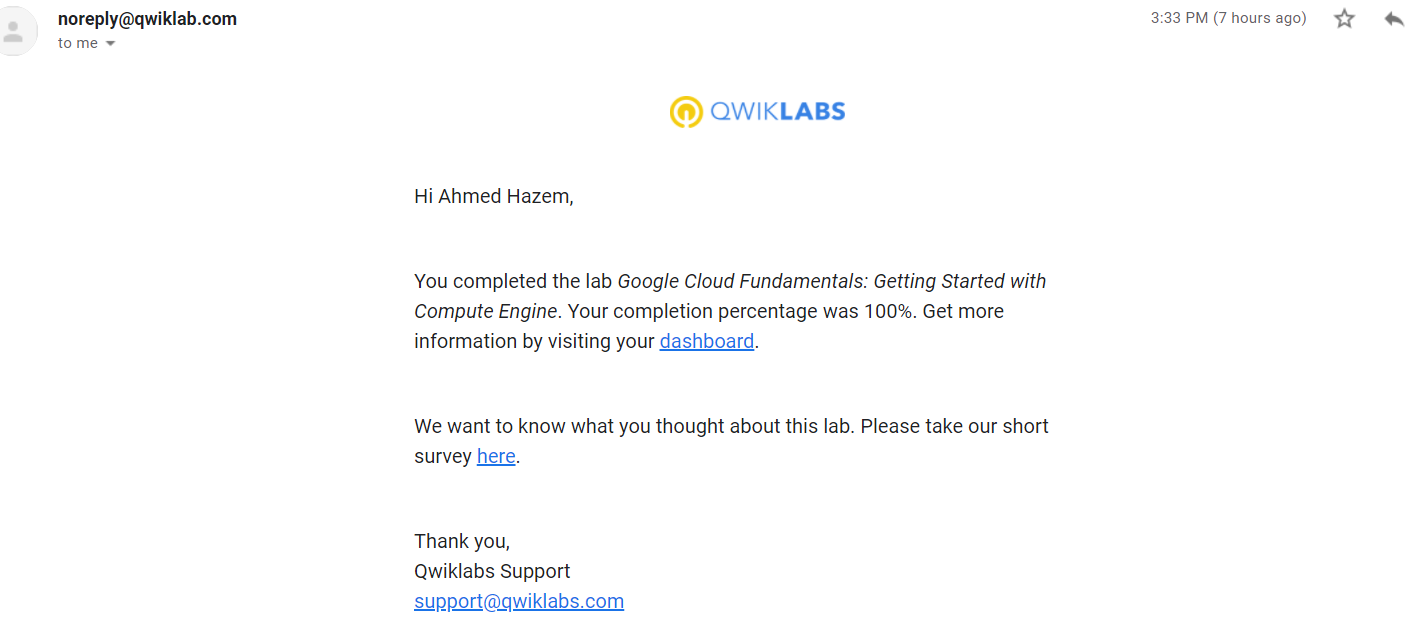 noreply@qwiklab.com
3:33 PM (7 hours ago)
to me
QWIKLABS
Hi Ahmed Hazem,
You completed the lab Google Cloud Fundamentals: Getting Started with
Compute Engine. Your completion percentage was 100%. Get more
information by visiting your dashboard.
We want to know what you thought about this lab. Please take our short
survey here.
Thank you,
Qwiklabs Support
support@qwiklabs.com